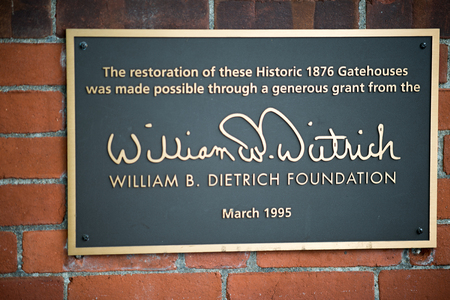 The restoration of these Historic 1876 Gatehouses
was made possible through a generous grant from the
William B. Dietrich
WILLIAM B. DIETRICH FOUNDATION
March 1995